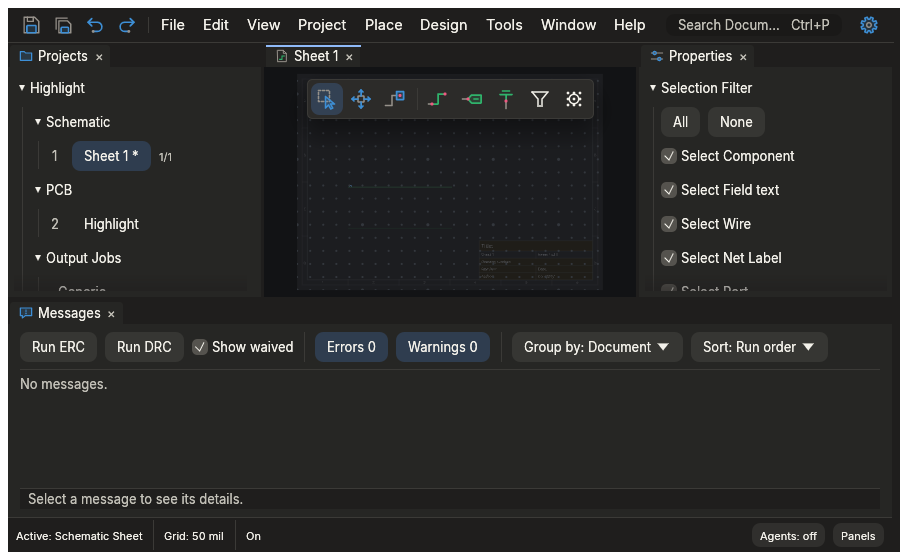 File Edit View Project Place Design Tools Window Help Search Docum... Ctrl+P
Projects × Sheet 1 × Properties ×
Highlight
Schematic
1 Sheet 1 * 1/1
PCB
2 Highlight
Output Jobs
Generic
Selection Filter
All None
Select Component
Select Field text
Select Wire
Select Net Label
Select Port
Messages ×
Run ERC Run DRC Show waived Errors 0 Warnings 0 Group by: Document Sort: Run order
No messages.
Select a message to see its details.
Active: Schematic Sheet Grid: 50 mil On Agents: off Panels